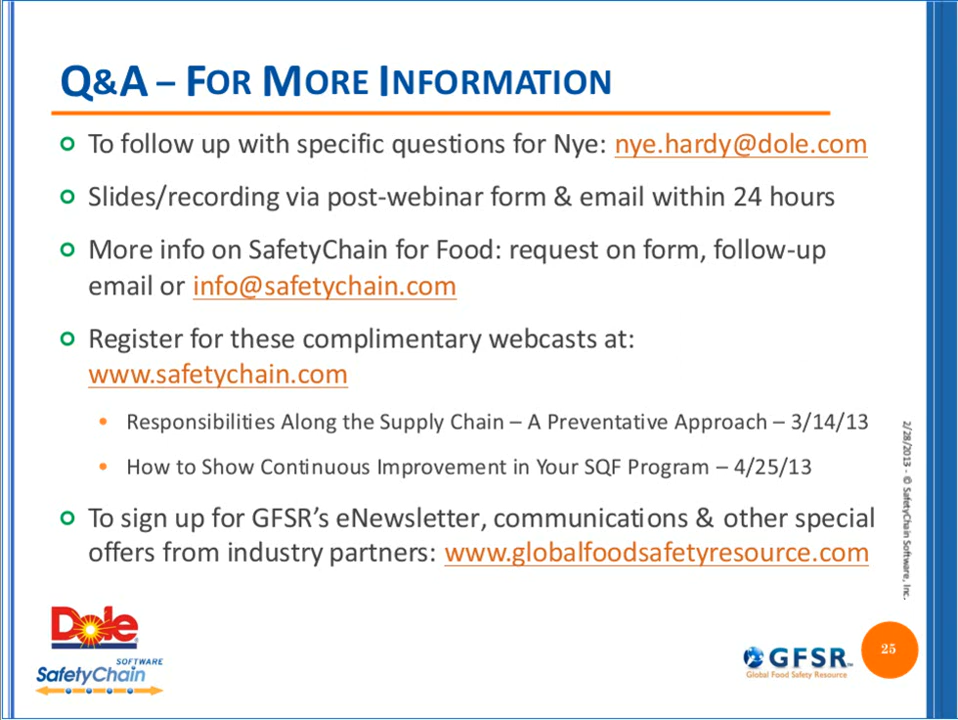 Q&A – FOR MORE INFORMATION
To follow up with specific questions for Nye: nye.hardy@dole.com
Slides/recording via post-webinar form & email within 24 hours
More info on SafetyChain for Food: request on form, follow-up
email or info@safetychain.com
Register for these complimentary webcasts at:
www.safetychain.com
Responsibilities Along the Supply Chain – A Preventative Approach – 3/14/13
How to Show Continuous Improvement in Your SQF Program – 4/25/13
To sign up for GFSR's eNewsletter, communications & other special
offers from industry partners: www.globalfoodsafetyresource.com
2/28/2013 - © SafetyChain Software, Inc.
Dole
SOFTWARE
SafetyChain
GFSR™
Global Food Safety Resource
25